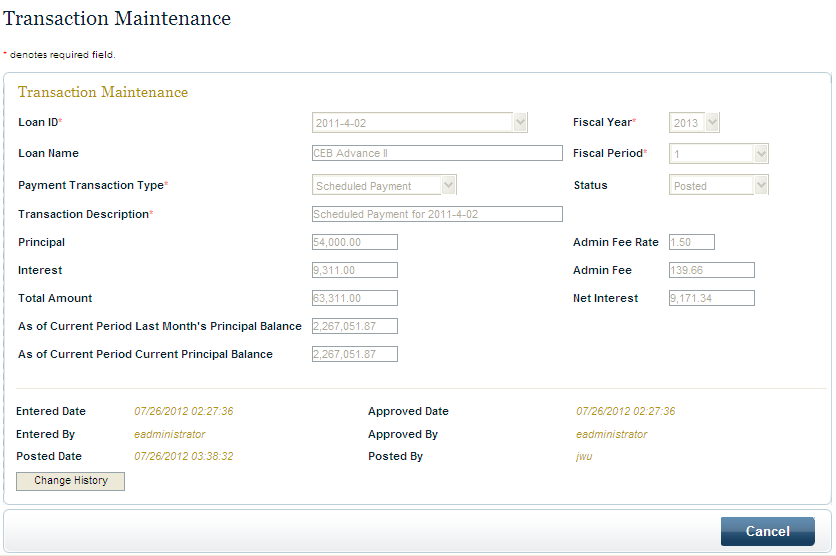 Transaction Maintenance
* denotes required field.
Transaction Maintenance
Loan ID* 2011-4-02 Fiscal Year* 2013
Loan Name CEB Advance II Fiscal Period* 1
Payment Transaction Type* Scheduled Payment Status Posted
Transaction Description* Scheduled Payment for 2011-4-02
Principal 54,000.00 Admin Fee Rate 1.50
Interest 9,311.00 Admin Fee 139.66
Total Amount 63,311.00 Net Interest 9,171.34
As of Current Period Last Month's Principal Balance 2,267,051.87
As of Current Period Current Principal Balance 2,267,051.87
Entered Date 07/26/2012 02:27:36 Approved Date 07/26/2012 02:27:36
Entered By eadministrator Approved By eadministrator
Posted Date 07/26/2012 03:38:32 Posted By jwu
Change History
Cancel